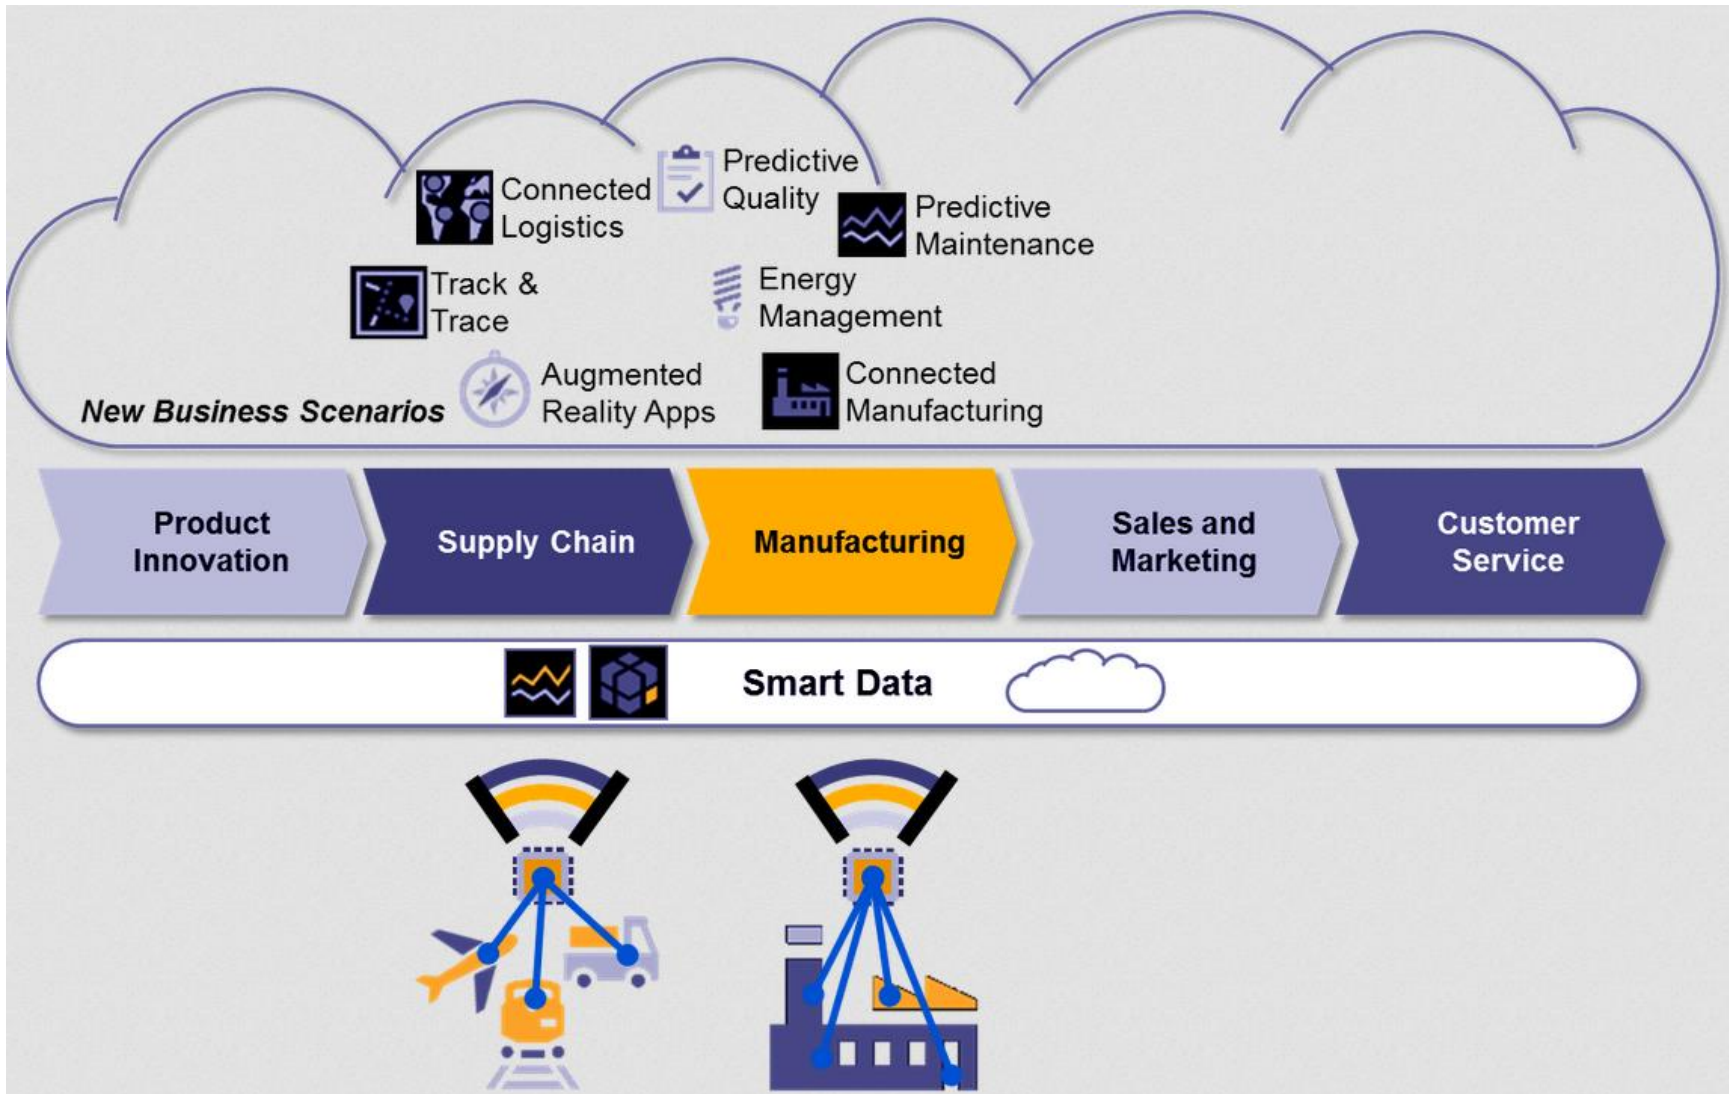 Connected
Logistics
Predictive
Quality
Predictive
Maintenance
Track &
Trace
Energy
Management
Augmented
Reality Apps
Connected
Manufacturing
New Business Scenarios
Product
Innovation
Supply Chain
Manufacturing
Sales and
Marketing
Customer
Service
Smart Data